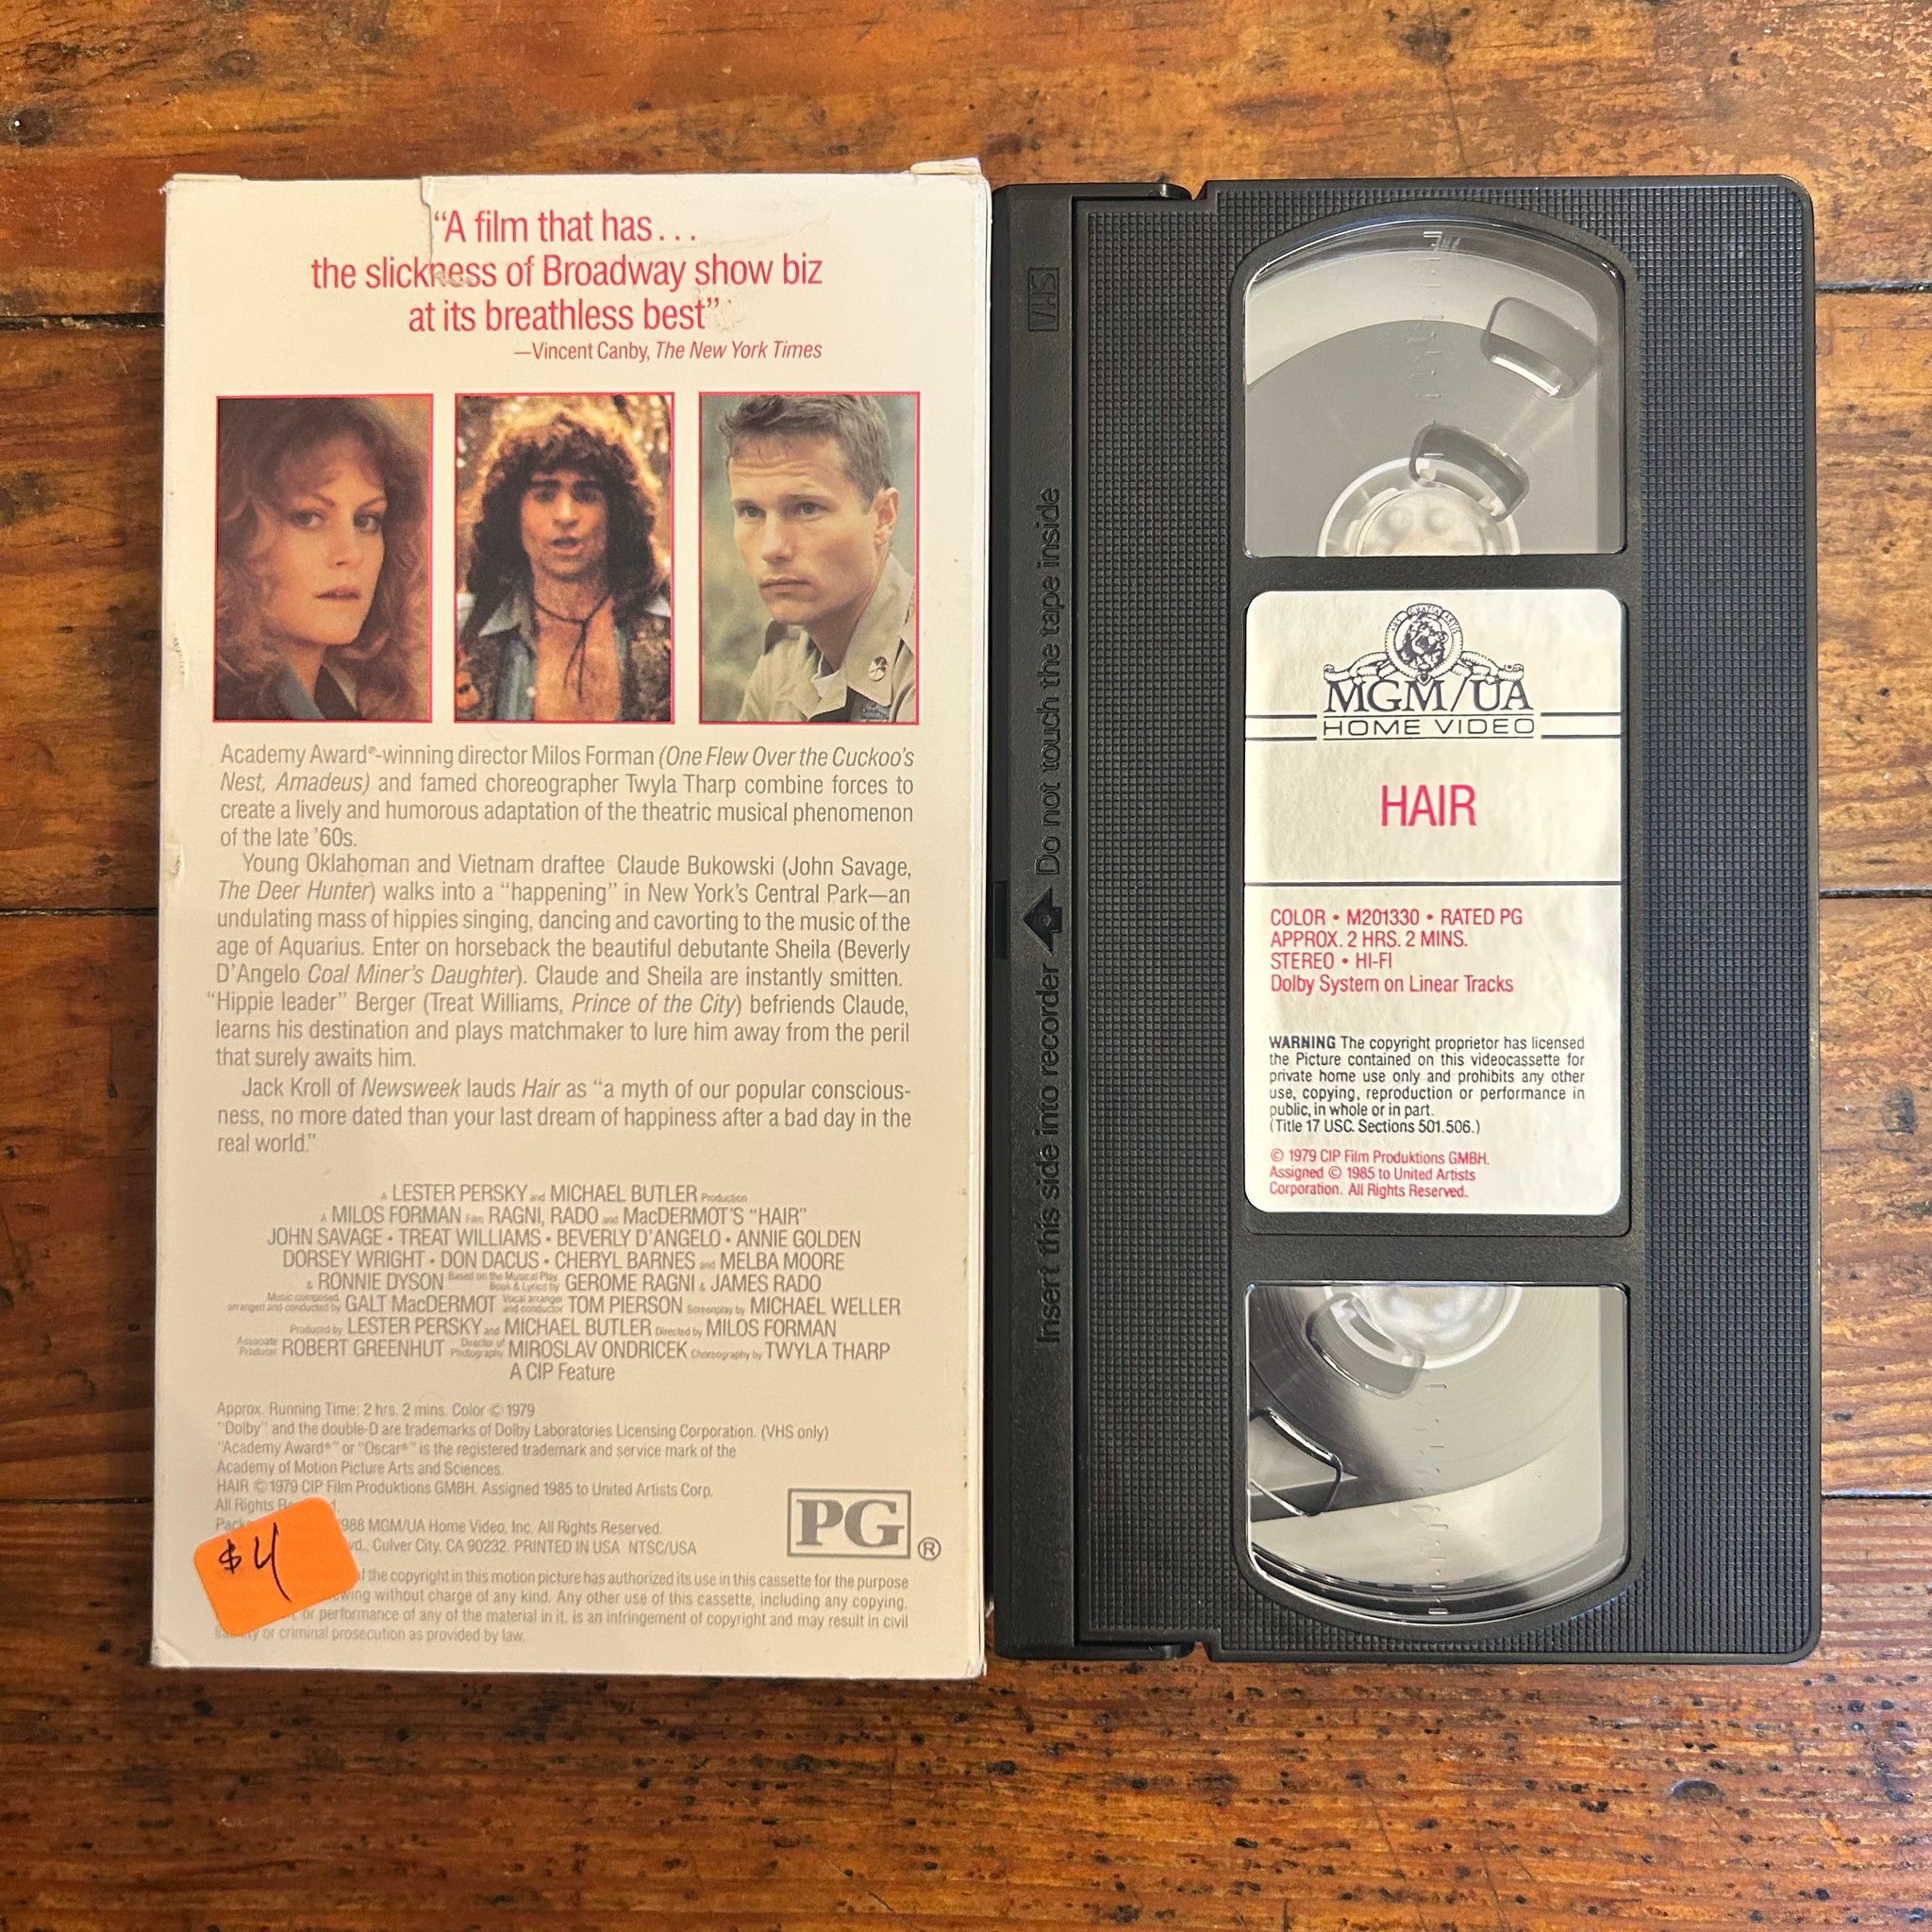 “A film that has...
the slickness of Broadway show biz
at its breathless best”
—Vincent Canby, The New York Times
Academy Award®-winning director Milos Forman (One Flew Over the Cuckoo's
Nest, Amadeus) and famed choreographer Twyla Tharp combine forces to
create a lively and humorous adaptation of the theatric musical phenomenon
of the late '60s.
Young Oklahoman and Vietnam draftee Claude Bukowski (John Savage,
The Deer Hunter) walks into a “happening” in New York's Central Park—an
undulating mass of hippies singing, dancing and cavorting to the music of the
age of Aquarius. Enter on horseback the beautiful debutante Sheila (Beverly
D'Angelo Coal Miner's Daughter). Claude and Sheila are instantly smitten.
“Hippie leader” Berger (Treat Williams, Prince of the City) befriends Claude,
learns his destination and plays matchmaker to lure him away from the peril
that surely awaits him.
Jack Kroll of Newsweek lauds Hair as “a myth of our popular conscious-
ness, no more dated than your last dream of happiness after a bad day in the
real world.”
A LESTER PERSKY and MICHAEL BUTLER Production
A MILOS FORMAN Film RAGNI, RADO and MacDERMOT'S “HAIR”
JOHN SAVAGE • TREAT WILLIAMS • BEVERLY D'ANGELO • ANNIE GOLDEN
DORSEY WRIGHT • DON DACUS • CHERYL BARNES and MELBA MOORE
& RONNIE DYSON Based on the Musical Play Book & Lyrics by GEROME RAGNI & JAMES RADO
Music composed, arranged and conducted by GALT MacDERMOT Vocal arranger and conductor TOM PIERSON Screenplay by MICHAEL WELLER
Produced by LESTER PERSKY and MICHAEL BUTLER Directed by MILOS FORMAN
Associate Producer ROBERT GREENHUT Director of Photography MIROSLAV ONDRICEK Choreography by TWYLA THARP
A CIP Feature
Approx. Running Time: 2 hrs. 2 mins. Color © 1979
“Dolby” and the double-D are trademarks of Dolby Laboratories Licensing Corporation. (VHS only)
“Academy Award®” or “Oscar®” is the registered trademark and service mark of the
Academy of Motion Picture Arts and Sciences.
HAIR © 1979 CIP Film Produktions GMBH. Assigned 1985 to United Artists Corp.
All Rights
1988 MGM/UA Home Video, Inc. All Rights Reserved.
Culver City, CA 90232. PRINTED IN USA NTSC/USA
PG®
$4
the copyright in this motion picture has authorized its use in this cassette for the purpose
without charge of any kind. Any other use of this cassette, including any copying,
or performance of any of the material in it, is an infringement of copyright and may result in civil
or criminal prosecution as provided by law.
VHS
Insert this side into recorder Do not touch the tape inside
MGM/UA
HOME VIDEO
HAIR
COLOR • M201330 • RATED PG
APPROX. 2 HRS. 2 MINS.
STEREO • HI-FI
Dolby System on Linear Tracks
WARNING The copyright proprietor has licensed
the Picture contained on this videocassette for
private home use only and prohibits any other
use, copying, reproduction or performance in
public, in whole or in part.
(Title 17 USC. Sections 501.506.)
© 1979 CIP Film Produktions GMBH.
Assigned © 1985 to United Artists
Corporation. All Rights Reserved.